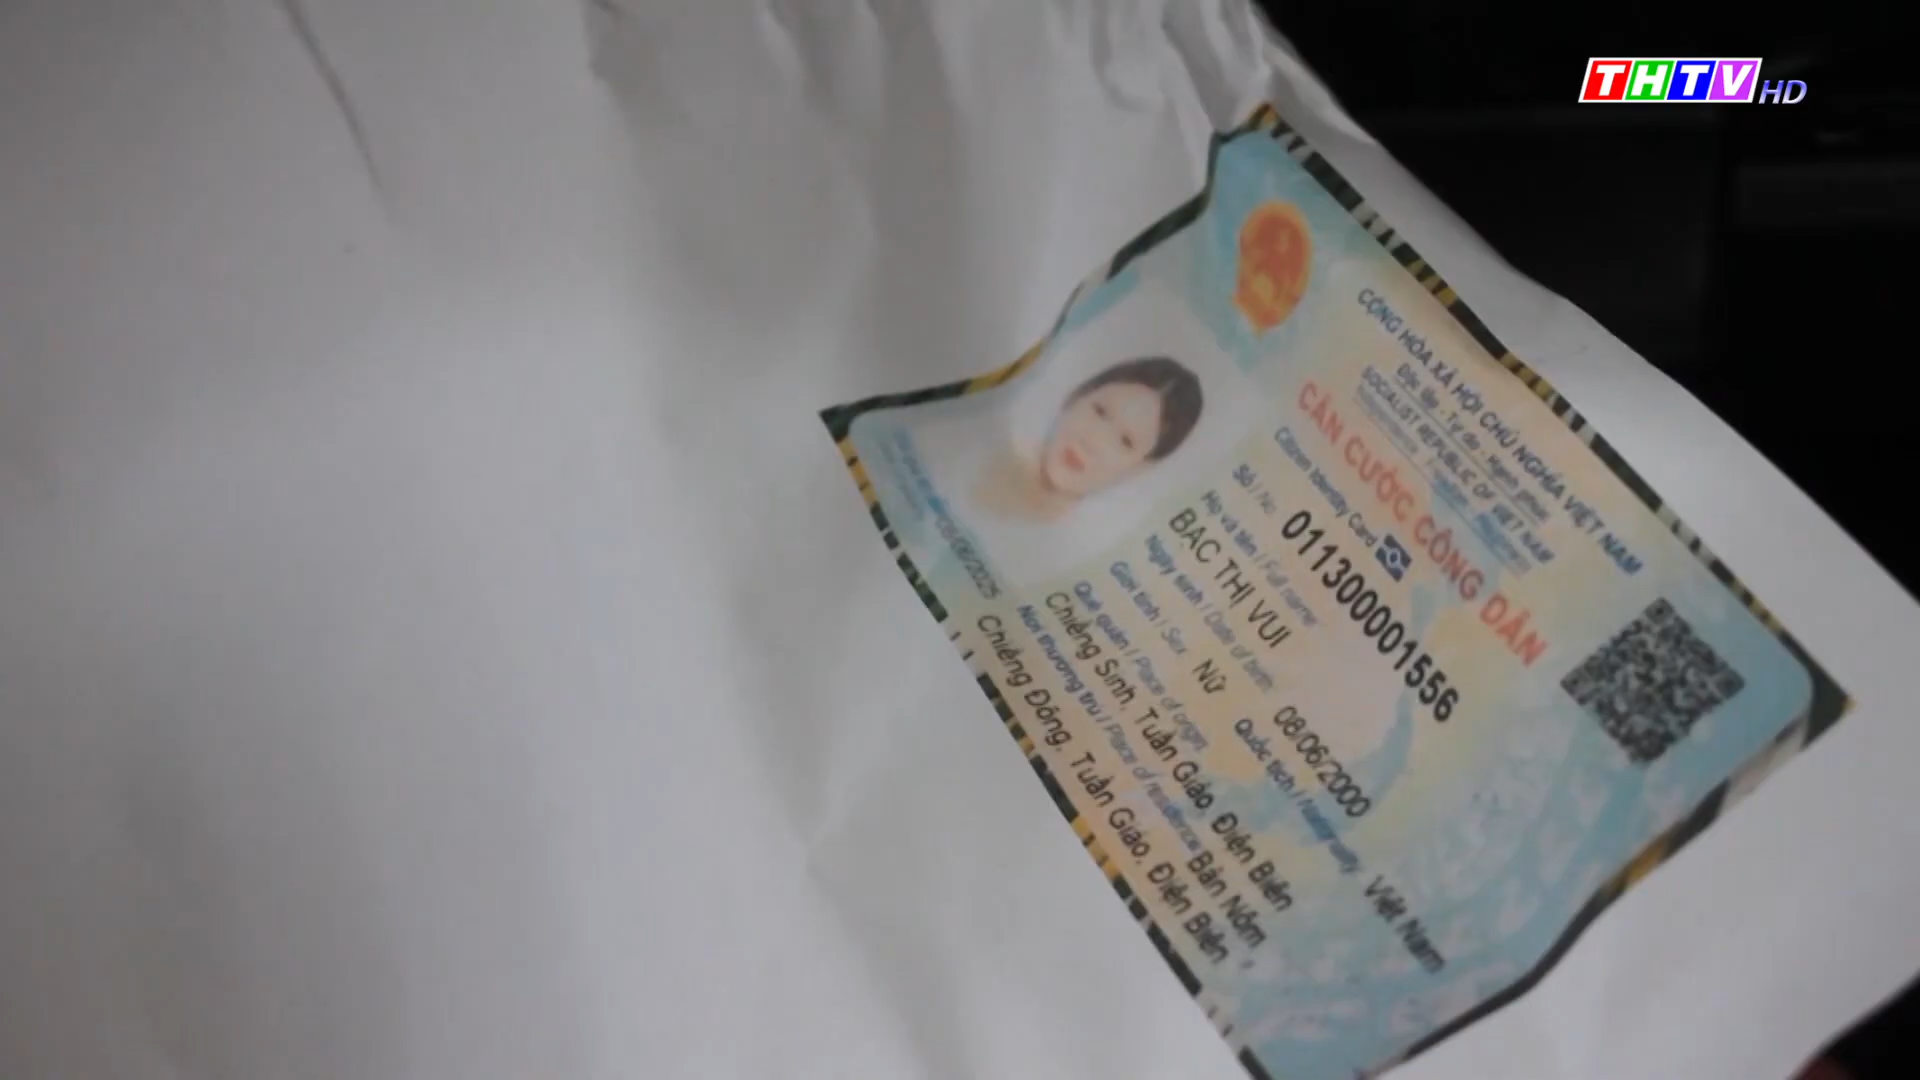 THTV HD
CỘNG HÒA XÃ HỘI CHỦ NGHĨA VIỆT NAM
Độc lập - Tự do - Hạnh phúc
SOCIALIST REPUBLIC OF VIET NAM
CĂN CƯỚC CÔNG DÂN
Citizen Identity Card
Số / No. 011300001556
Họ và tên / Full name:
BẠC THỊ VUI
Ngày sinh / Date of birth: 08/06/2000
Giới tính / Sex: Nữ Quốc tịch / Nationality: Việt Nam
Quê quán / Place of origin:
Chiềng Sinh, Tuần Giáo, Điện Biên
Nơi thường trú / Place of residence: Bản Nôm,
Chiềng Đông, Tuần Giáo, Điện Biên
08/06/2025